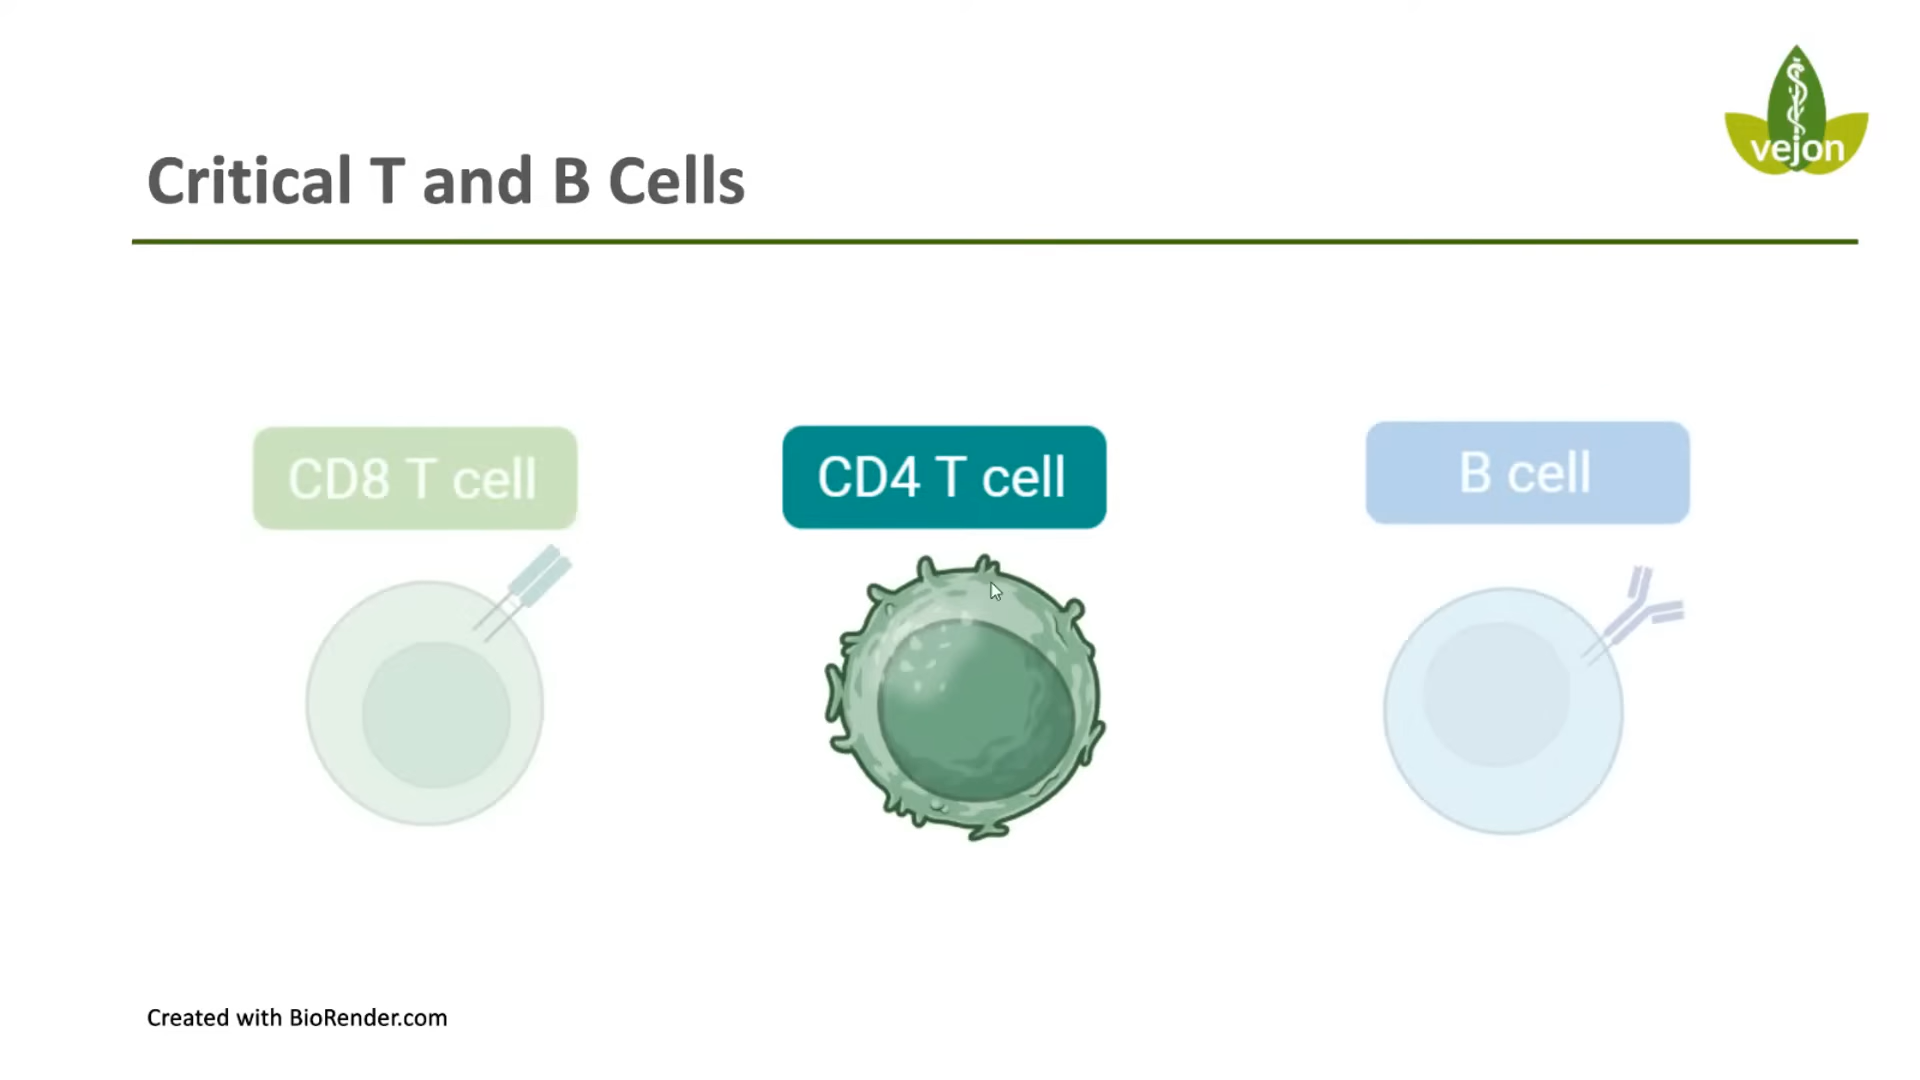 vejon
Critical T and B Cells
CD8 T cell
CD4 T cell
B cell
Created with BioRender.com